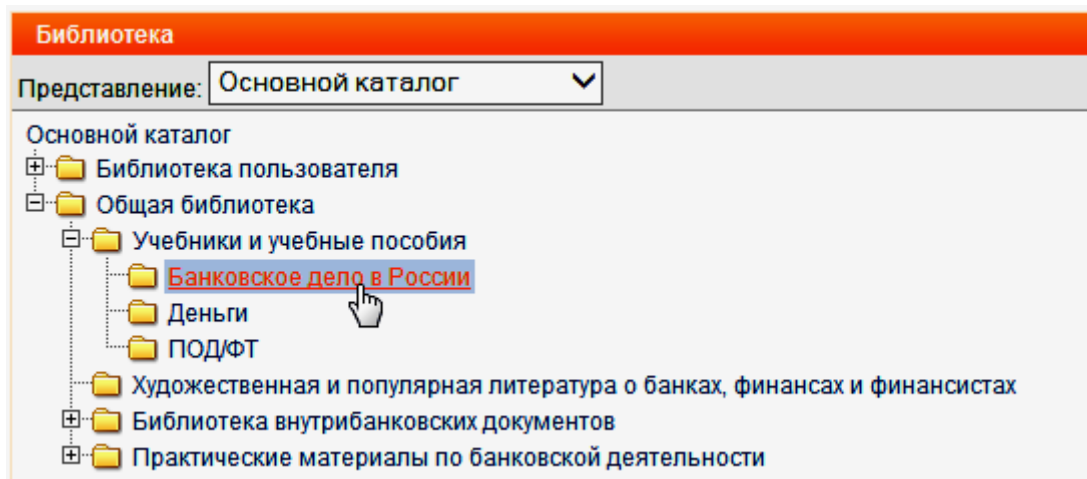 Библиотека
Представление: Основной каталог
Основной каталог
Библиотека пользователя
Общая библиотека
Учебники и учебные пособия
Банковское дело в России
Деньги
ПОД/ФТ
Художественная и популярная литература о банках, финансах и финансистах
Библиотека внутрибанковских документов
Практические материалы по банковской деятельности